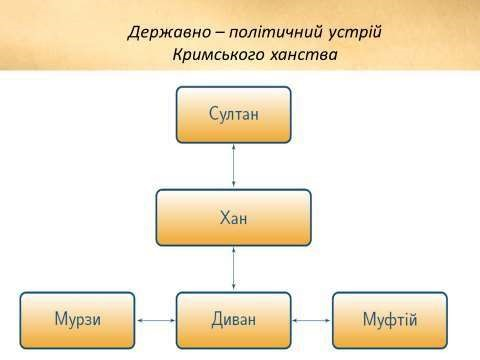 Державно – політичний устрій
Кримського ханства
Султан
Хан
Мурзи
Диван
Муфтій